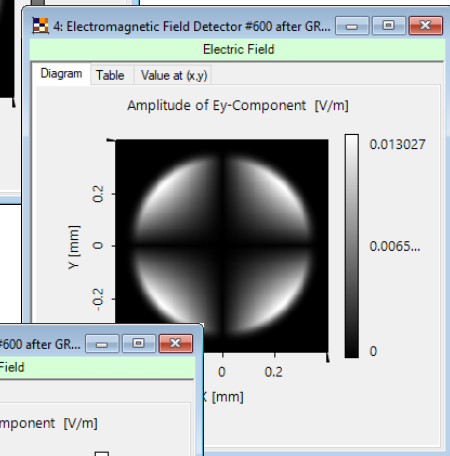 4: Electromagnetic Field Detector #600 after GR...
Electric Field
Diagram Table Value at (x,y)
Amplitude of Ey-Component [V/m]
0.013027
0.0065...
0
0.2
0
-0.2
Y [mm]
0 0.2
X [mm]
#600 after GR...
Field
mponent [V/m]